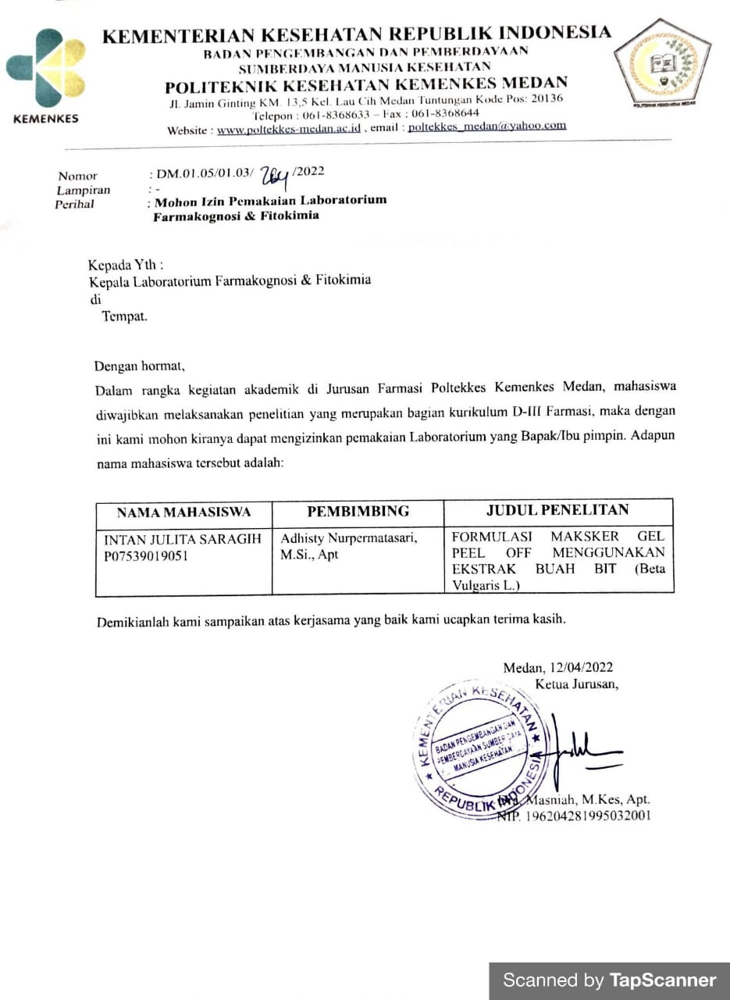 KEMENTERIAN KESEHATAN REPUBLIK INDONESIA
BADAN PENGEMBANGAN DAN PEMBERDAYAAN
SUMBERDAYA MANUSIA KESEHATAN
POLITEKNIK KESEHATAN KEMENKES MEDAN
Jl. Jamin Ginting KM. 13,5 Kel. Lau Cih Medan Tuntungan Kode Pos: 20136
Telepon : 061-8368633 – Fax : 061-8368644
Website : www.poltekkes-medan.ac.id , email : poltekkes_medan@yahoo.com
KEMENKES
POLITEKNIK KESEHATAN MEDAN
Nomor : DM.01.05/01.03/ /2022
Lampiran : -
Perihal : Mohon Izin Pemakaian Laboratorium
Farmakognosi & Fitokimia
Kepada Yth :
Kepala Laboratorium Farmakognosi & Fitokimia
di
Tempat.
Dengan hormat,
Dalam rangka kegiatan akademik di Jurusan Farmasi Poltekkes Kemenkes Medan, mahasiswa
diwajibkan melaksanakan penelitian yang merupakan bagian kurikulum D-III Farmasi, maka dengan
ini kami mohon kiranya dapat mengizinkan pemakaian Laboratorium yang Bapak/Ibu pimpin. Adapun
nama mahasiswa tersebut adalah:
NAMA MAHASISWA PEMBIMBING JUDUL PENELITAN
INTAN JULITA SARAGIH Adhisty Nurpermatasari, FORMULASI MAKSKER GEL
P07539019051 M.Si., Apt PEEL OFF MENGGUNAKAN
EKSTRAK BUAH BIT (Beta
Vulgaris L.)
Demikianlah kami sampaikan atas kerjasama yang baik kami ucapkan terima kasih.
Medan, 12/04/2022
Ketua Jurusan,
KEMENTERIAN KESEHATAN
BADAN PENGEMBANGAN DAN
PEMBERDAYAAN SUMBER DAYA
MANUSIA KESEHATAN
REPUBLIK INDONESIA
Dra. Masniah, M.Kes, Apt.
NIP. 196204281995032001
Scanned by TapScanner